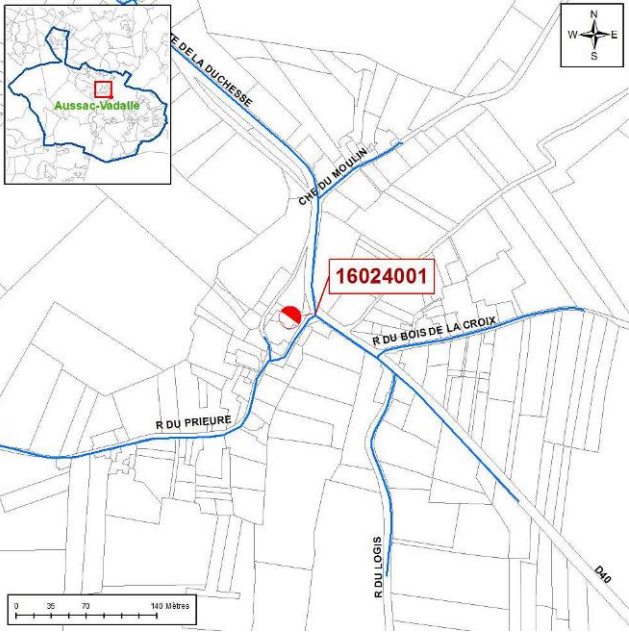 N
W E
S
Aussac-Vadalle
E DE LA DUCHESSE
CHE DU MOULIN
16024001
R DU BOIS DE LA CROIX
R DU PRIEURE
R DU LOGIS
D40
0 35 70 140 Mètres